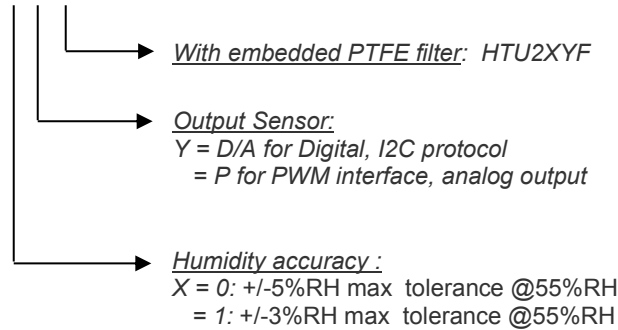 With embedded PTFE filter: HTU2XYF
Output Sensor:
Y = D/A for Digital, I2C protocol
= P for PWM interface, analog output
Humidity accuracy :
X = 0: +/-5%RH max tolerance @55%RH
= 1: +/-3%RH max tolerance @55%RH